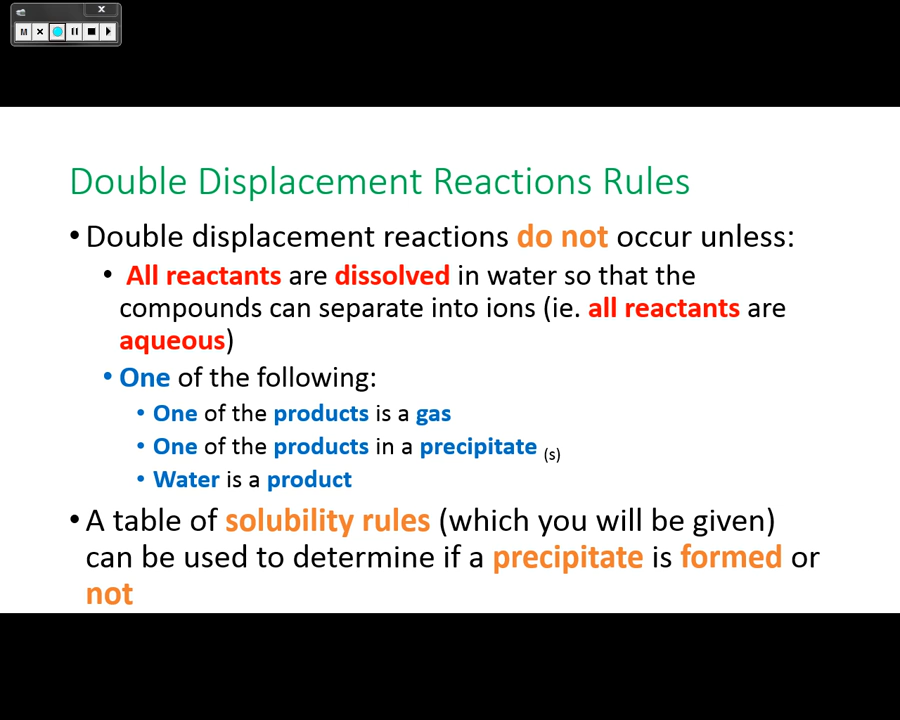 M
Double Displacement Reactions Rules
• Double displacement reactions do not occur unless:
• All reactants are dissolved in water so that the
compounds can separate into ions (ie. all reactants are
aqueous)
• One of the following:
• One of the products is a gas
• One of the products in a precipitate (s)
• Water is a product
• A table of solubility rules (which you will be given)
can be used to determine if a precipitate is formed or
not